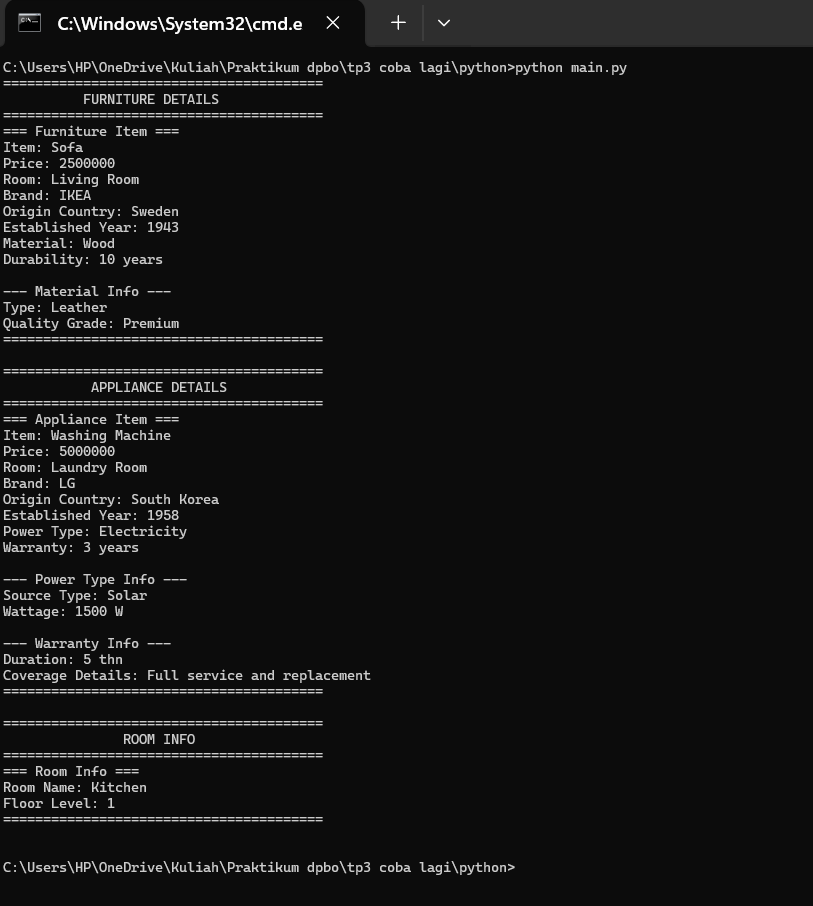 C:\Windows\System32\cmd.e
C:\Users\HP\OneDrive\Kuliah\Praktikum dpbo\tp3 coba lagi\python>python main.py
========================================
          FURNITURE DETAILS
========================================
=== Furniture Item ===
Item: Sofa
Price: 2500000
Room: Living Room
Brand: IKEA
Origin Country: Sweden
Established Year: 1943
Material: Wood
Durability: 10 years

--- Material Info ---
Type: Leather
Quality Grade: Premium
========================================

========================================
           APPLIANCE DETAILS
========================================
=== Appliance Item ===
Item: Washing Machine
Price: 5000000
Room: Laundry Room
Brand: LG
Origin Country: South Korea
Established Year: 1958
Power Type: Electricity
Warranty: 3 years

--- Power Type Info ---
Source Type: Solar
Wattage: 1500 W

--- Warranty Info ---
Duration: 5 thn
Coverage Details: Full service and replacement
========================================

========================================
               ROOM INFO
========================================
=== Room Info ===
Room Name: Kitchen
Floor Level: 1
========================================

C:\Users\HP\OneDrive\Kuliah\Praktikum dpbo\tp3 coba lagi\python>